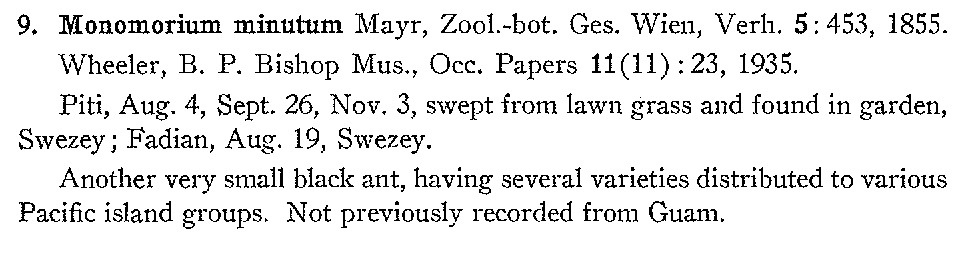 9. Monomorium minutum Mayr, Zool.-bot. Ges. Wien, Verh. 5: 453, 1855.
Wheeler, B. P. Bishop Mus., Occ. Papers 11(11) : 23, 1935.
Piti, Aug. 4, Sept. 26, Nov. 3, swept from lawn grass and found in garden,
Swezey; Fadian, Aug. 19, Swezey.
Another very small black ant, having several varieties distributed to various
Pacific island groups. Not previously recorded from Guam.